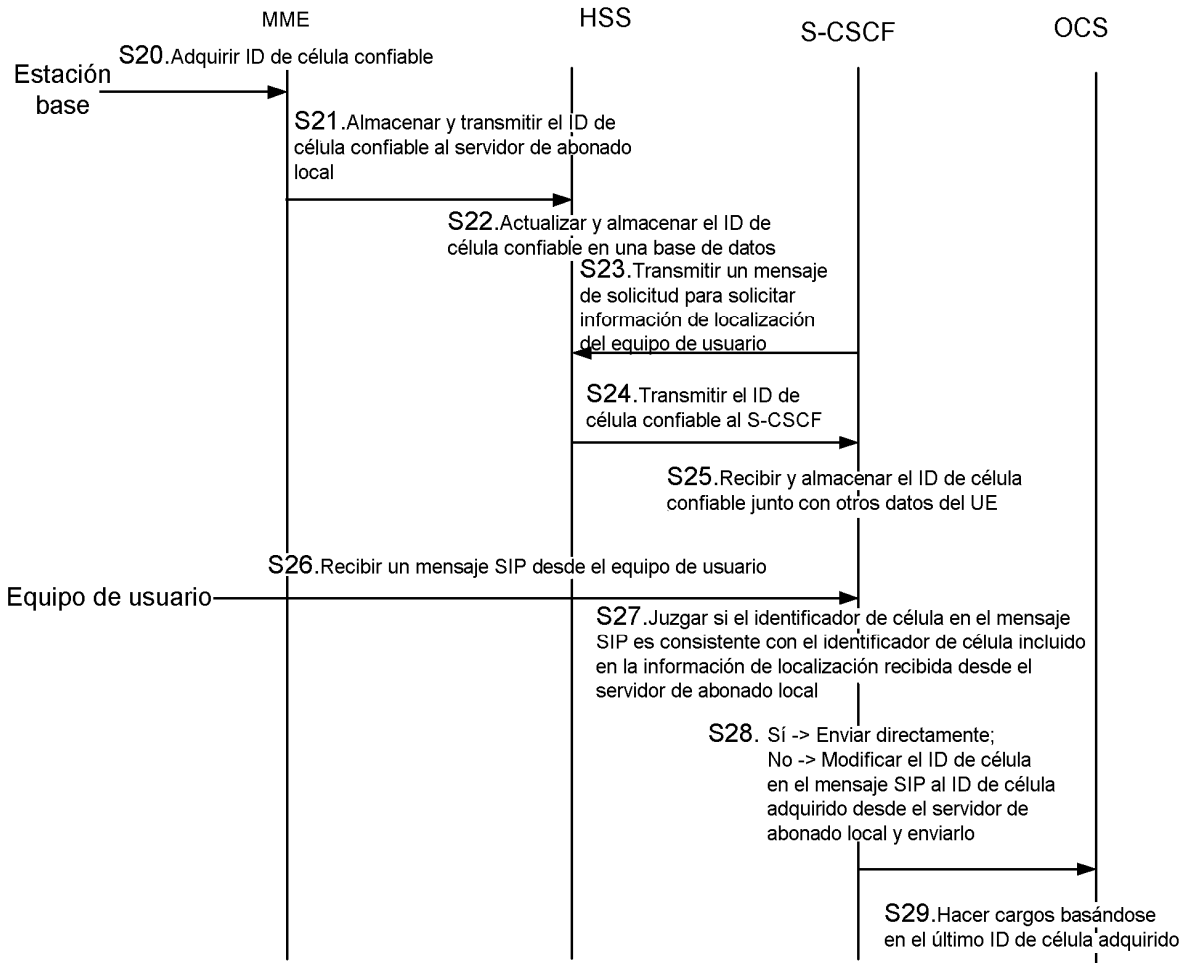 MME
HSS
S-CSCF
OCS
S20.Adquirir ID de célula confiable
Estación
base
S21.Almacenar y transmitir el ID de
célula confiable al servidor de abonado
local
S22.Actualizar y almacenar el ID de
célula confiable en una base de datos
S23.Transmitir un mensaje
de solicitud para solicitar
información de localización
del equipo de usuario
S24.Transmitir el ID de
célula confiable al S-CSCF
S25.Recibir y almacenar el ID de célula
confiable junto con otros datos del UE
S26.Recibir un mensaje SIP desde el equipo de usuario
Equipo de usuario
S27.Juzgar si el identificador de célula en el mensaje
SIP es consistente con el identificador de célula incluido
en la información de localización recibida desde el
servidor de abonado local
S28. Sí -> Enviar directamente;
No -> Modificar el ID de célula
en el mensaje SIP al ID de célula
adquirido desde el servidor de
abonado local y enviarlo
S29.Hacer cargos basándose
en el último ID de célula adquirido